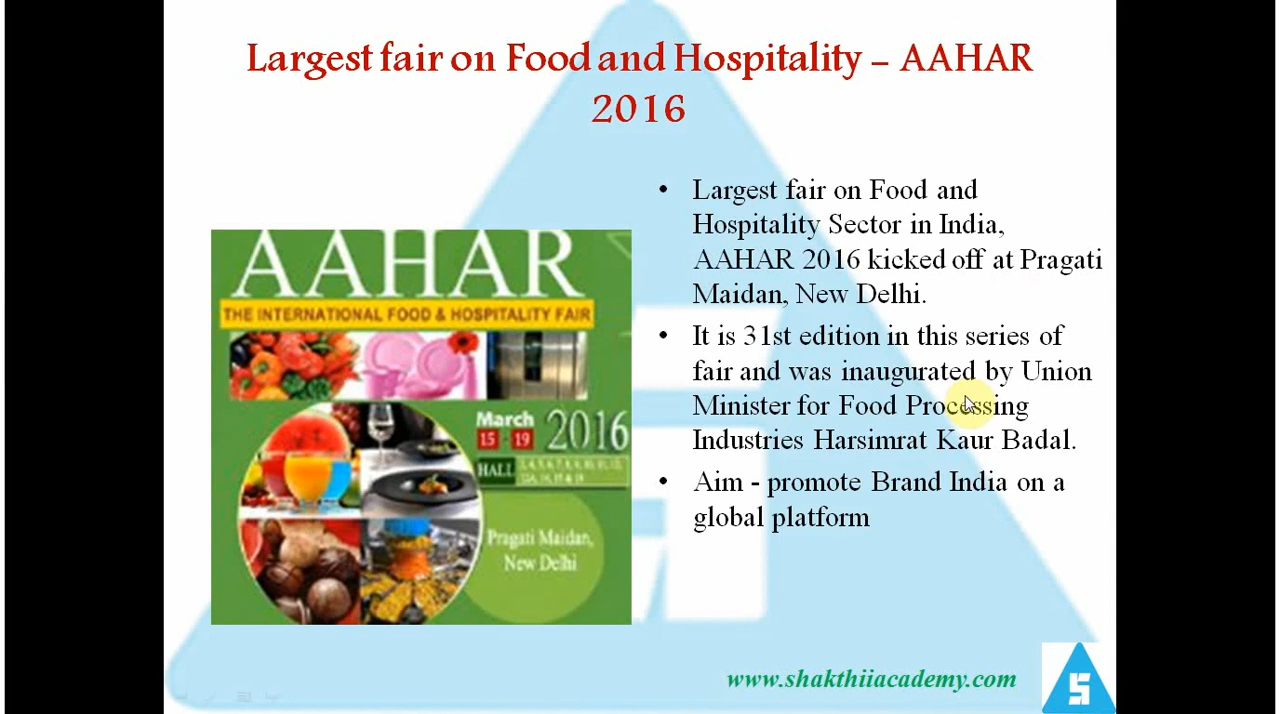 Largest fair on Food and Hospitality – AAHAR
2016
• Largest fair on Food and
Hospitality Sector in India,
AAHAR 2016 kicked off at Pragati
Maidan, New Delhi.
• It is 31st edition in this series of
fair and was inaugurated by Union
Minister for Food Processing
Industries Harsimrat Kaur Badal.
• Aim - promote Brand India on a
global platform
AAHAR
THE INTERNATIONAL FOOD & HOSPITALITY FAIR
March 2016
15 - 19
HALL
Pragati Maidan,
New Delhi
www.shakthiiacademy.com
S